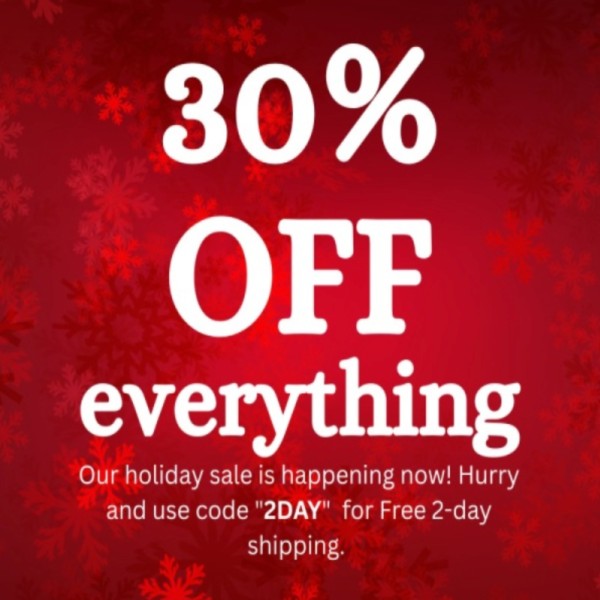 30%
OFF
everything
Our holiday sale is happening now! Hurry
and use code "2DAY" for Free 2-day
shipping.